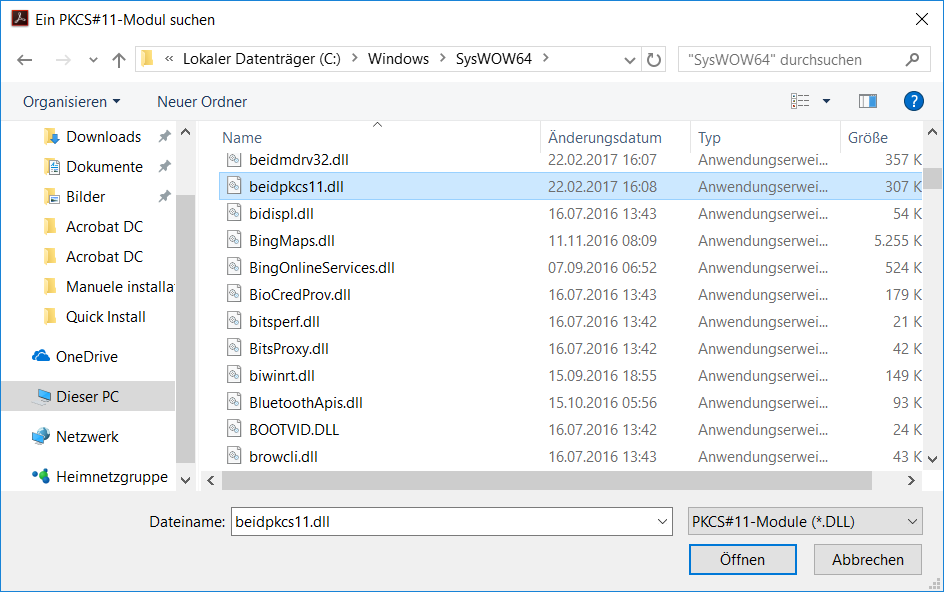 Ein PKCS#11-Modul suchen
« Lokaler Datenträger (C:) > Windows > SysWOW64 >
"SysWOW64" durchsuchen
Organisieren
Neuer Ordner
?
Downloads
Dokumente
Bilder
Acrobat DC
Acrobat DC
Manuele installa
Quick Install
OneDrive
Dieser PC
Netzwerk
Heimnetzgruppe
Name Änderungsdatum Typ Größe
beidmdrv32.dll 22.02.2017 16:07 Anwendungserwei... 357 K
beidpkcs11.dll 22.02.2017 16:08 Anwendungserwei... 307 K
bidispl.dll 16.07.2016 13:43 Anwendungserwei... 54 K
BingMaps.dll 11.11.2016 08:09 Anwendungserwei... 5.255 K
BingOnlineServices.dll 07.09.2016 06:52 Anwendungserwei... 524 K
BioCredProv.dll 16.07.2016 13:43 Anwendungserwei... 179 K
bitsperf.dll 16.07.2016 13:42 Anwendungserwei... 21 K
BitsProxy.dll 16.07.2016 13:42 Anwendungserwei... 42 K
biwinrt.dll 15.09.2016 18:55 Anwendungserwei... 149 K
BluetoothApis.dll 15.10.2016 05:56 Anwendungserwei... 93 K
BOOTVID.DLL 16.07.2016 13:42 Anwendungserwei... 24 K
browcli.dll 16.07.2016 13:43 Anwendungserwei... 43 K
Dateiname: beidpkcs11.dll
PKCS#11-Module (*.DLL)
Öffnen
Abbrechen